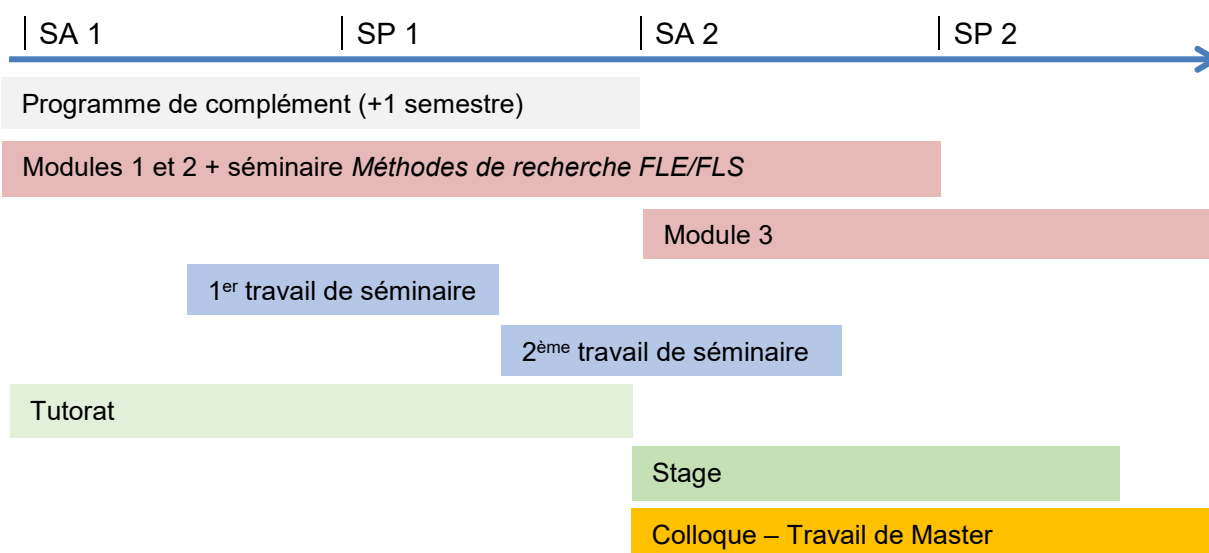 SA 1 SP 1 SA 2 SP 2
Programme de complément (+1 semestre)
Modules 1 et 2 + séminaire Méthodes de recherche FLE/FLS
Module 3
1er travail de séminaire
2ème travail de séminaire
Tutorat
Stage
Colloque – Travail de Master